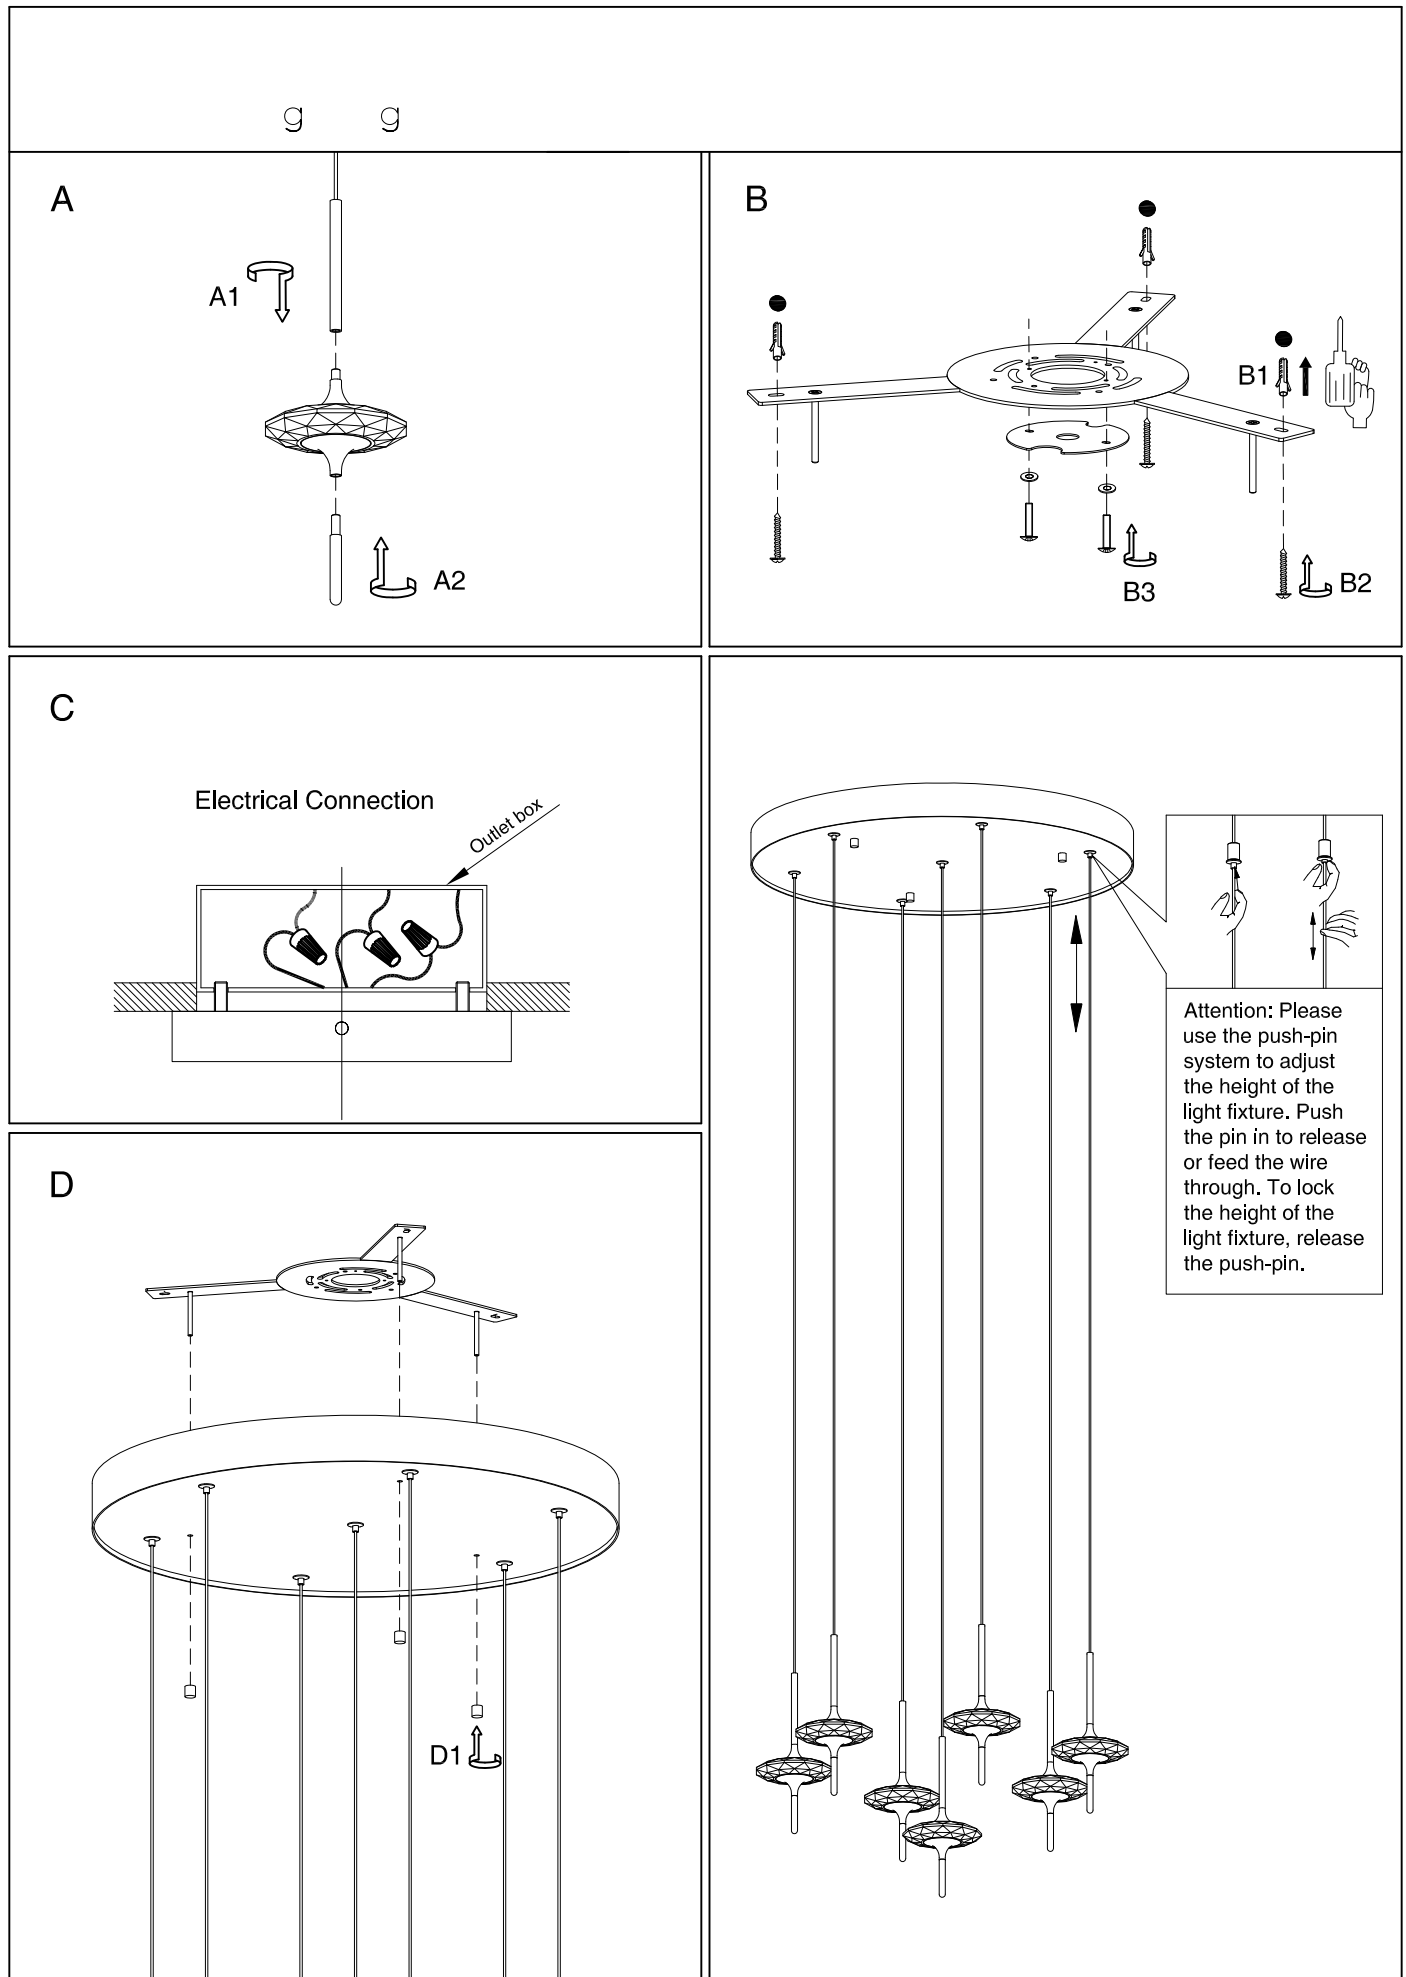 g g
A
A1
A2
B
B1
B2
B3
C
Electrical Connection
Outlet box
D
D1
Attention: Please
use the push-pin
system to adjust
the height of the
light fixture. Push
the pin in to release
or feed the wire
through. To lock
the height of the
light fixture, release
the push-pin.